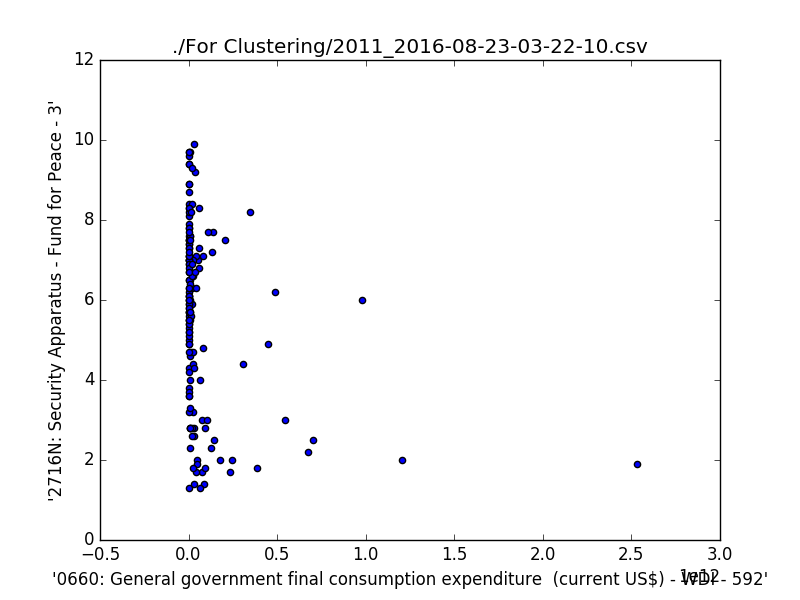 ./For Clustering/2011_2016-08-23-03-22-10.csv
12
10
8
6
4
2
0
'2716N: Security Apparatus - Fund for Peace - 3'
−0.5 0.0 0.5 1.0 1.5 2.0 2.5 3.0
1e12
'0660: General government final consumption expenditure  (current US$) - WDI - 592'